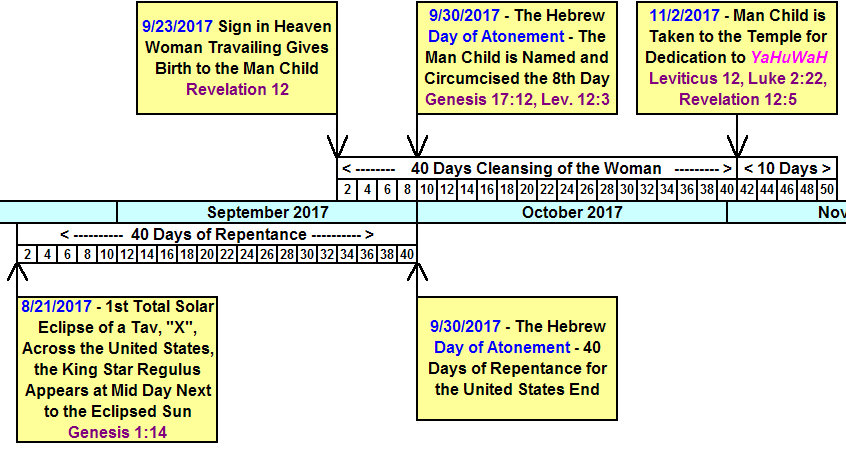 9/23/2017 Sign in Heaven
Woman Travailing Gives
Birth to the Man Child
Revelation 12
9/30/2017 - The Hebrew
Day of Atonement - The
Man Child is Named and
Circumcised the 8th Day
Genesis 17:12, Lev. 12:3
11/2/2017 - Man Child is
Taken to the Temple for
Dedication to YaHuWaH
Leviticus 12, Luke 2:22,
Revelation 12:5
< -------- 40 Days Cleansing of the Woman --------- > < 10 Days >
2 4 6 8 10 12 14 16 18 20 22 24 26 28 30 32 34 36 38 40 42 44 46 48 50
September 2017 October 2017 Nov
< ---------- 40 Days of Repentance ---------- >
2 4 6 8 10 12 14 16 18 20 22 24 26 28 30 32 34 36 38 40
8/21/2017 - 1st Total Solar
Eclipse of a Tav, "X",
Across the United States,
the King Star Regulus
Appears at Mid Day Next
to the Eclipsed Sun
Genesis 1:14
9/30/2017 - The Hebrew
Day of Atonement - 40
Days of Repentance for
the United States End